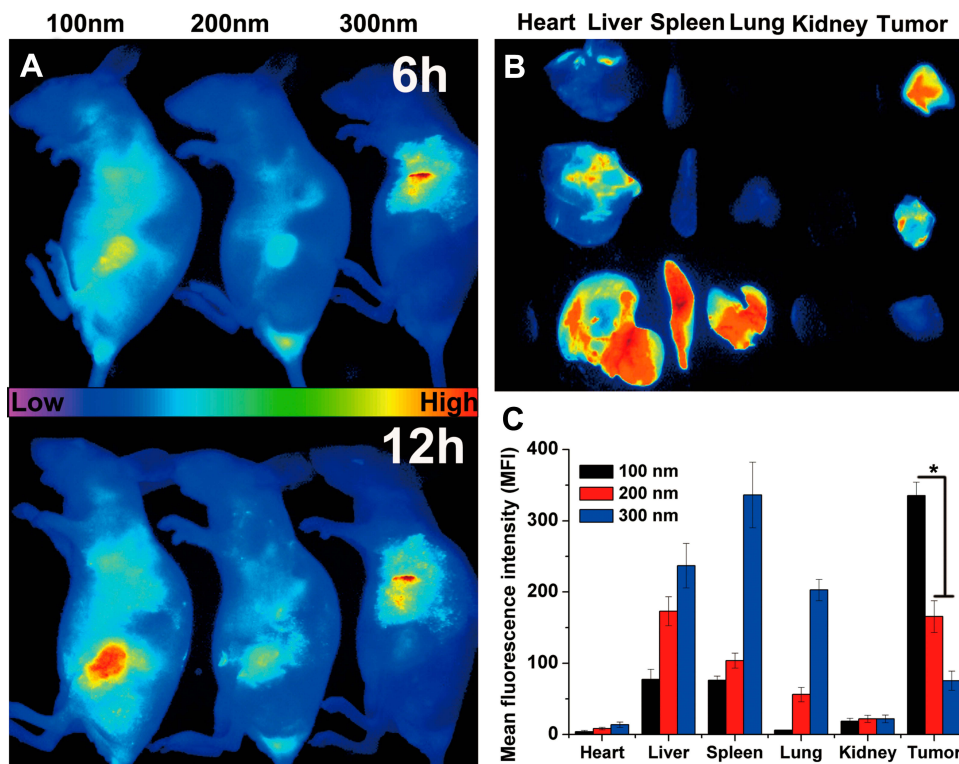 100nm 200nm 300nm
A
6h
Low High
12h
Heart Liver Spleen Lung Kidney Tumor
B
C
Mean fluorescence intensity (MFI)
400
300
200
100
0
100 nm
200 nm
300 nm
*
Heart Liver Spleen Lung Kidney Tumor